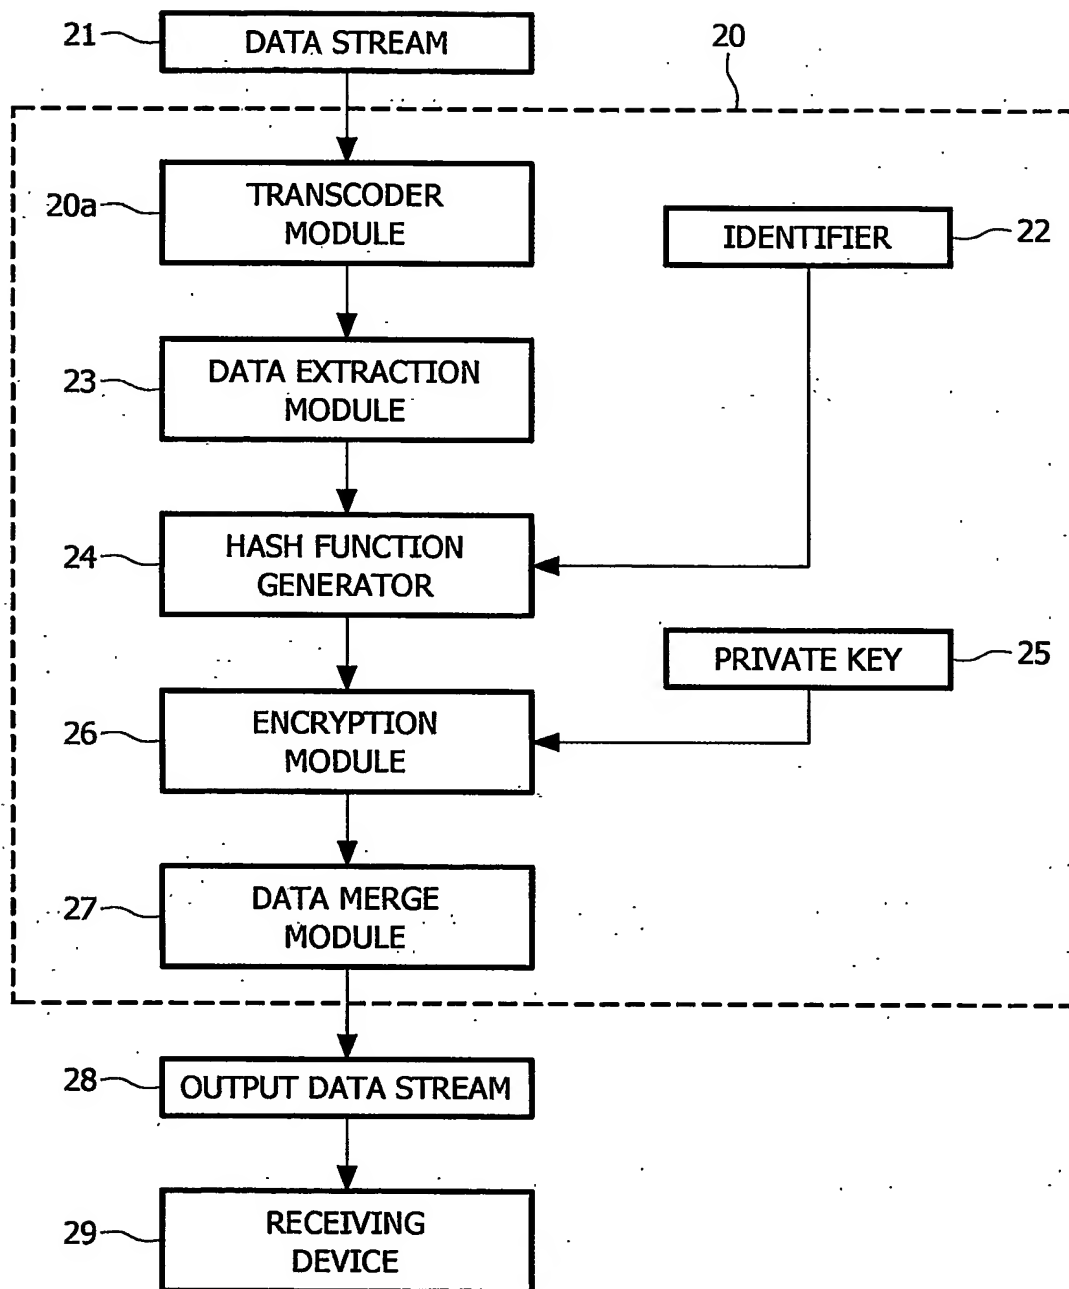 21
DATA STREAM
20
20a
TRANSCODER
MODULE
IDENTIFIER
22
23
DATA EXTRACTION
MODULE
24
HASH FUNCTION
GENERATOR
PRIVATE KEY
25
26
ENCRYPTION
MODULE
27
DATA MERGE
MODULE
28
OUTPUT DATA STREAM
29
RECEIVING
DEVICE